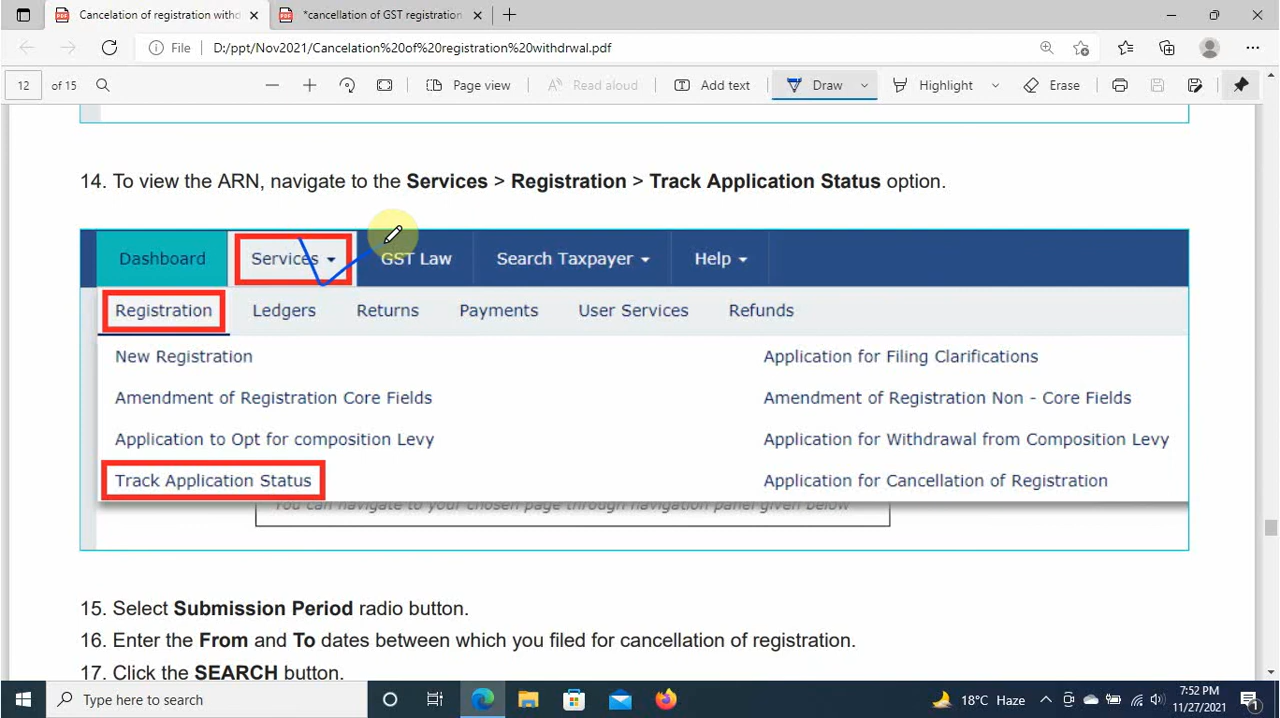 Cancelation of registration withd
*cancellation of GST registration
File D:/ppt/Nov2021/Cancelation%20of%20registration%20withdrwal.pdf
12 of 15 Page view Read aloud Add text Draw Highlight Erase
14. To view the ARN, navigate to the Services > Registration > Track Application Status option.
Dashboard Services GST Law Search Taxpayer Help
Registration Ledgers Returns Payments User Services Refunds
New Registration Application for Filing Clarifications
Amendment of Registration Core Fields Amendment of Registration Non - Core Fields
Application to Opt for composition Levy Application for Withdrawal from Composition Levy
Track Application Status Application for Cancellation of Registration
You can navigate to your chosen page through navigation panel given below
15. Select Submission Period radio button.
16. Enter the From and To dates between which you filed for cancellation of registration.
17. Click the SEARCH button.
Type here to search 18°C Haze 7:52 PM
11/27/2021 1